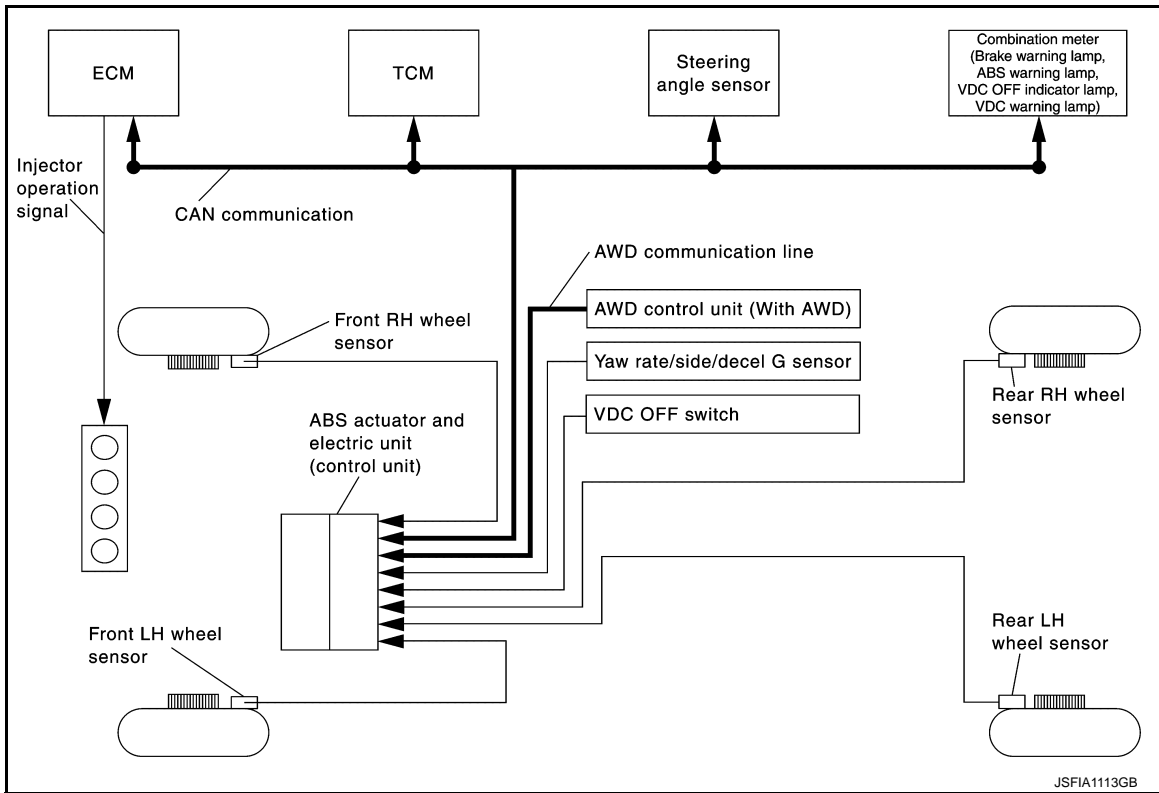 ECM
TCM
Steering
angle sensor
Combination meter
(Brake warning lamp,
ABS warning lamp,
VDC OFF indicator lamp,
VDC warning lamp)
Injector
operation
signal
CAN communication
AWD communication line
AWD control unit (With AWD)
Front RH wheel
sensor
Yaw rate/side/decel G sensor
Rear RH wheel
sensor
VDC OFF switch
ABS actuator and
electric unit
(control unit)
Front LH wheel
sensor
Rear LH
wheel sensor
JSFIA1113GB